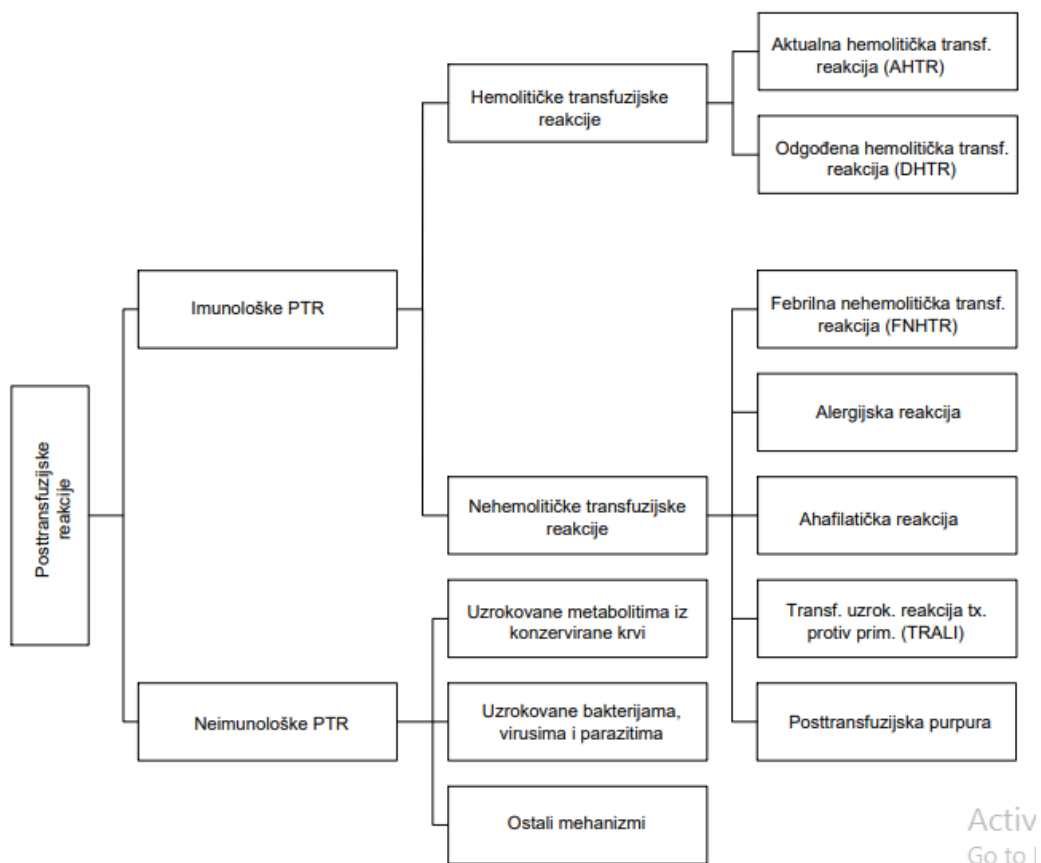 Posttransfuzijske
reakcije
Imunološke PTR
Hemolitičke transfuzijske
reakcije
Aktualna hemolitička transf.
reakcija (AHTR)
Odgođena hemolitička transf.
reakcija (DHTR)
Nehemolitičke transfuzijske
reakcije
Febrilna nehemolitička transf.
reakcija (FNHTR)
Alergijska reakcija
Ahafilatička reakcija
Transf. uzrok. reakcija tx.
protiv prim. (TRALI)
Posttransfuzijska purpura
Neimunološke PTR
Uzrokovane metabolitima iz
konzervirane krvi
Uzrokovane bakterijama,
virusima i parazitima
Ostali mehanizmi
Activ
Go to